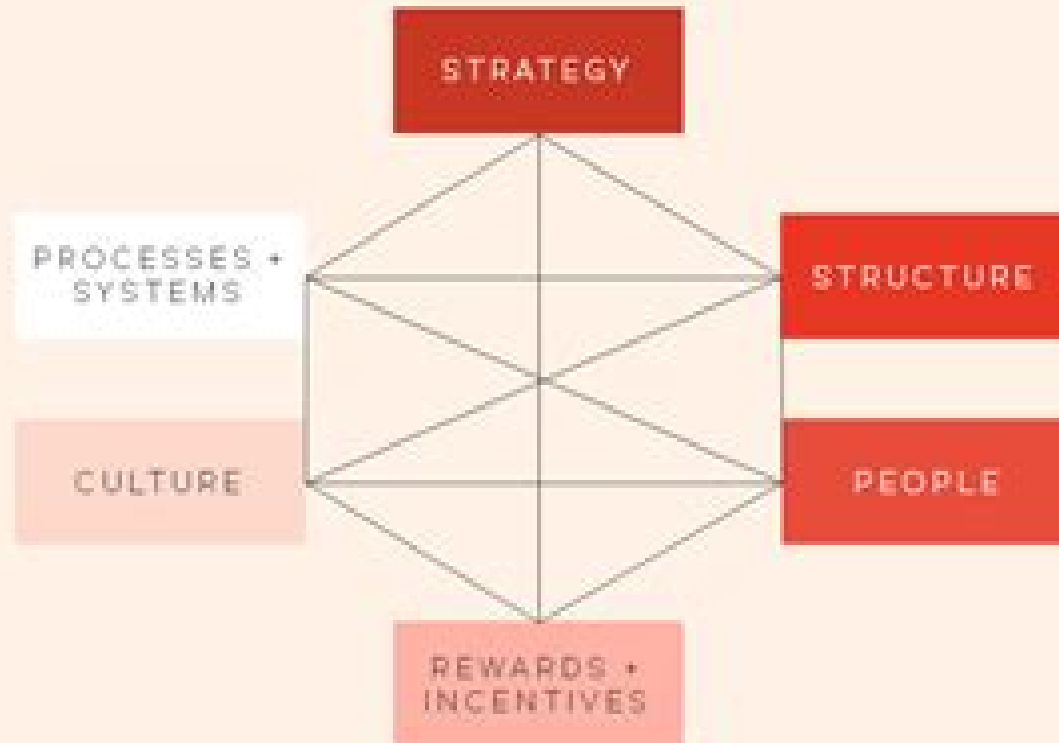 STRATEGY
PROCESSES +
SYSTEMS
STRUCTURE
CULTURE
PEOPLE
REWARDS +
INCENTIVES